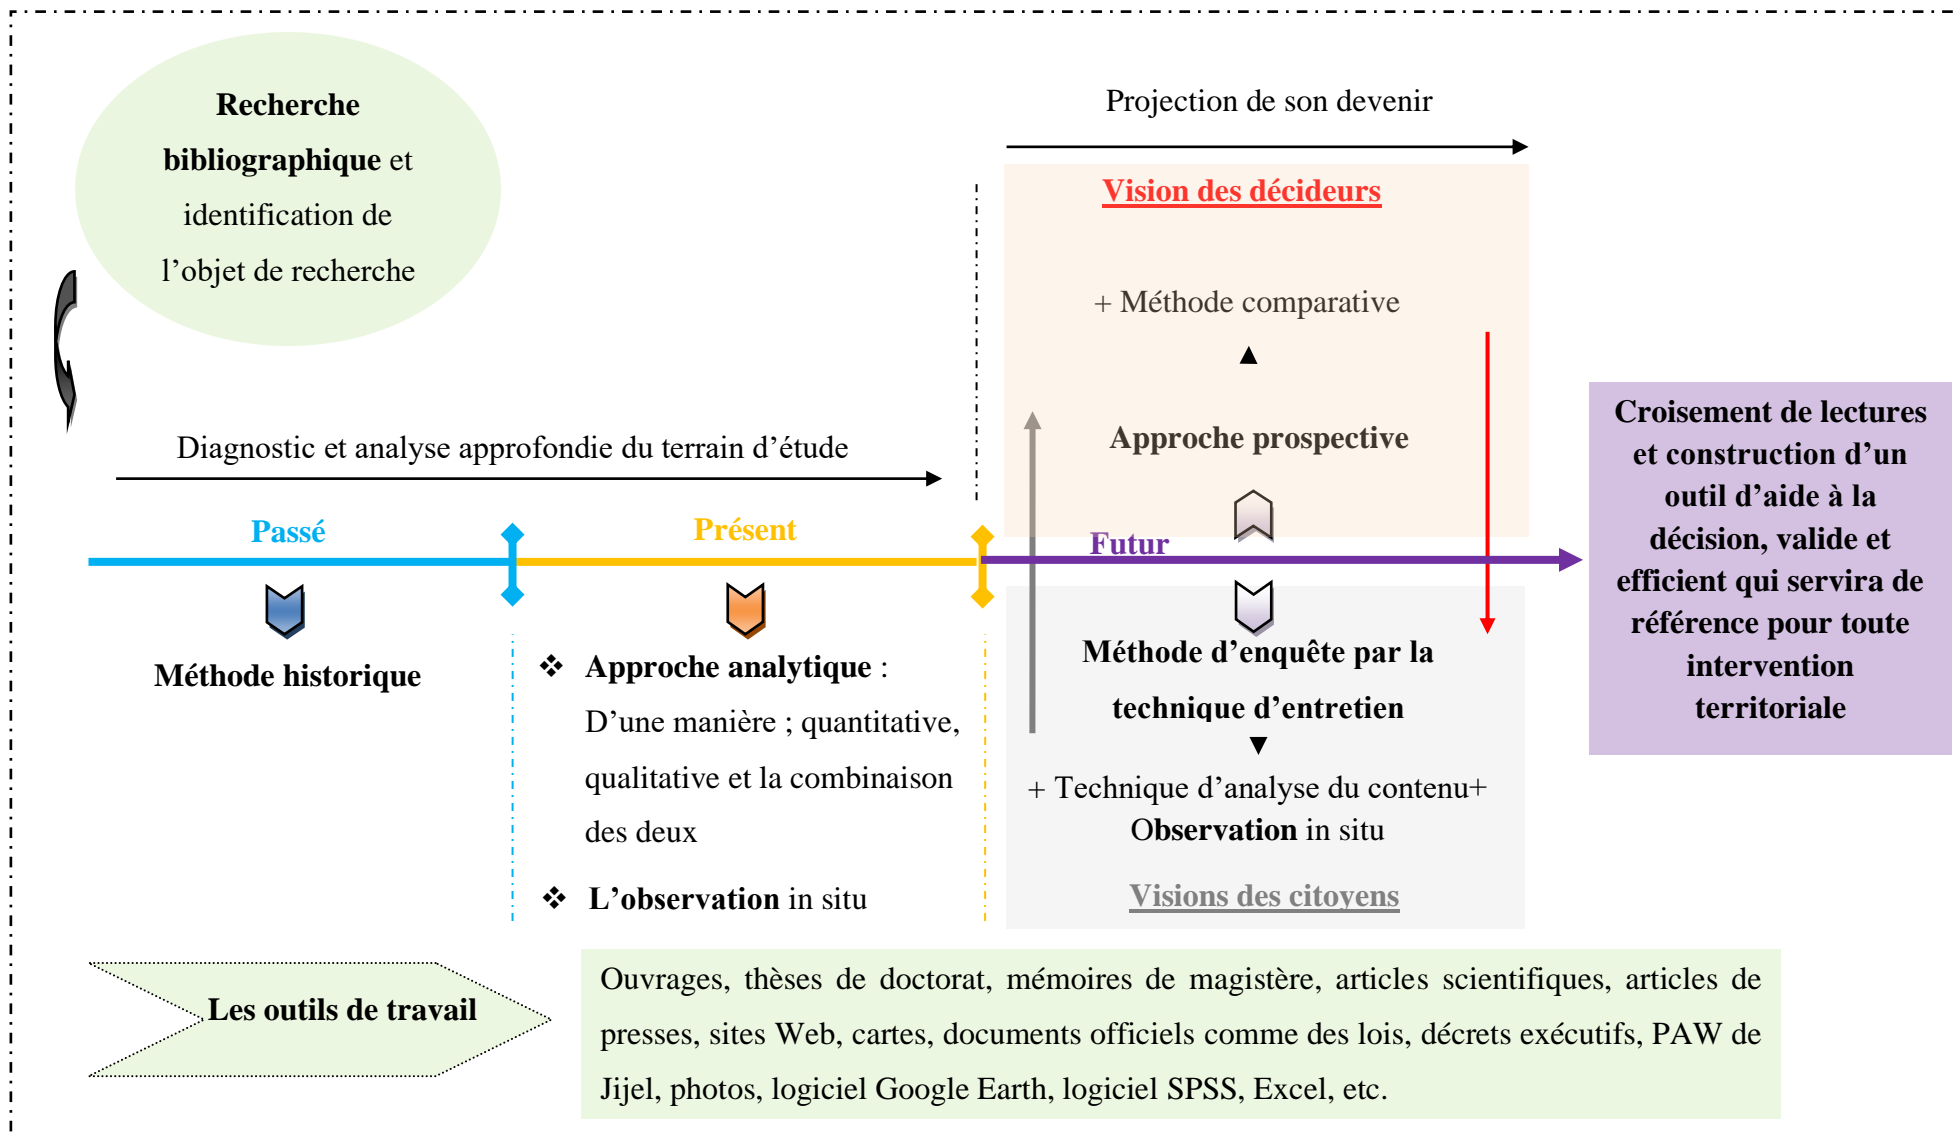 Recherche
bibliographique et
identification de
l’objet de recherche
Diagnostic et analyse approfondie du terrain d’étude
Passé
Méthode historique
Présent
❖ Approche analytique :
D’une manière ; quantitative,
qualitative et la combinaison
des deux
❖ L’observation in situ
Projection de son devenir
Vision des décideurs
+ Méthode comparative
Approche prospective
Futur
Méthode d’enquête par la
technique d’entretien
+ Technique d’analyse du contenu+
Observation in situ
Visions des citoyens
Croisement de lectures
et construction d’un
outil d’aide à la
décision, valide et
efficient qui servira de
référence pour toute
intervention
territoriale
Les outils de travail
Ouvrages, thèses de doctorat, mémoires de magistère, articles scientifiques, articles de
presses, sites Web, cartes, documents officiels comme des lois, décrets exécutifs, PAW de
Jijel, photos, logiciel Google Earth, logiciel SPSS, Excel, etc.